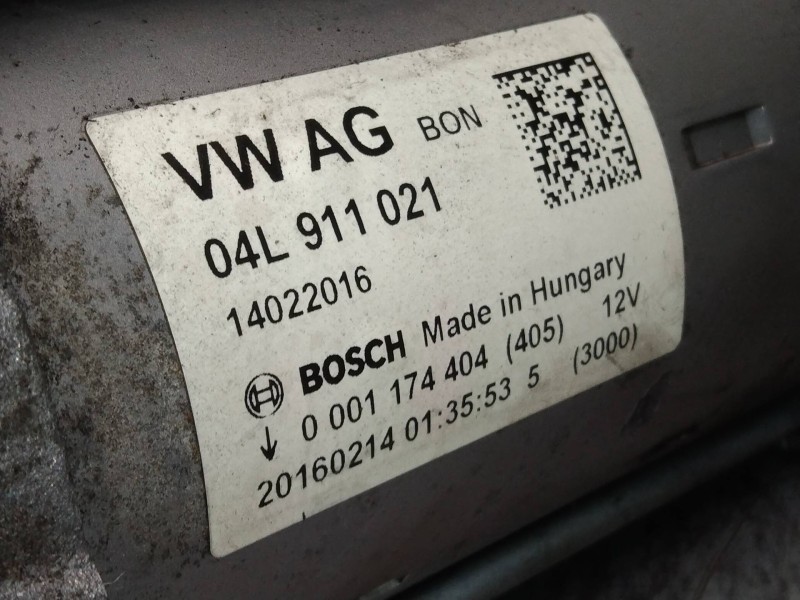 VW AG BON
04L 911 021
14022016
BOSCH Made in Hungary
0 001 174 404 (405) 12V
20160214 01:35:53 5 (3000)